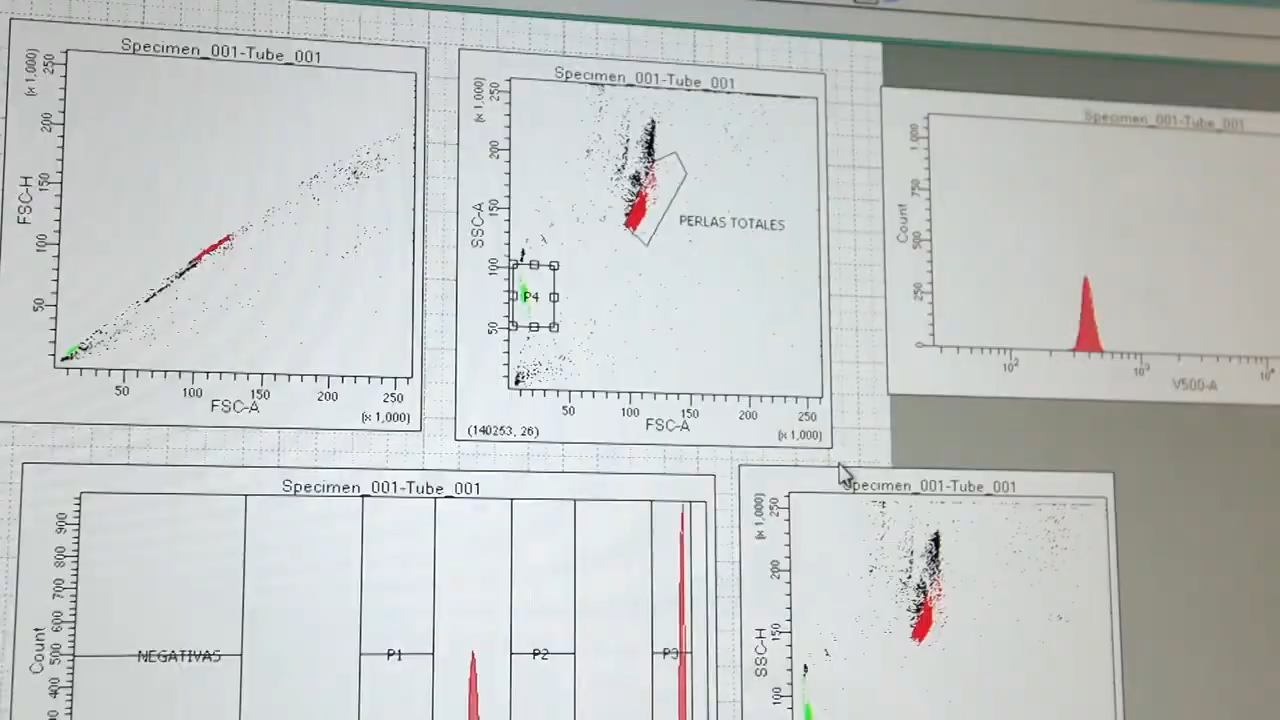 Specimen_001-Tube_001
(x 1,000)
FSC-H
250
200
150
100
50
50
100
150
200
250
FSC-A
(x 1,000)
Specimen_001-Tube_001
(x 1,000)
SSC-A
250
200
150
100
50
PERLAS TOTALES
P4
50
100
150
200
250
FSC-A
(x 1,000)
(140253, 26)
Specimen_001-Tube_001
Count
1,000
750
500
250
0
10²
10³
10⁴
V500-A
Specimen_001-Tube_001
Count
900
800
700
600
500
400
NEGATIVAS
P1
P2
P3
Specimen_001-Tube_001
(x 1,000)
SSC-H
250
200
150
100